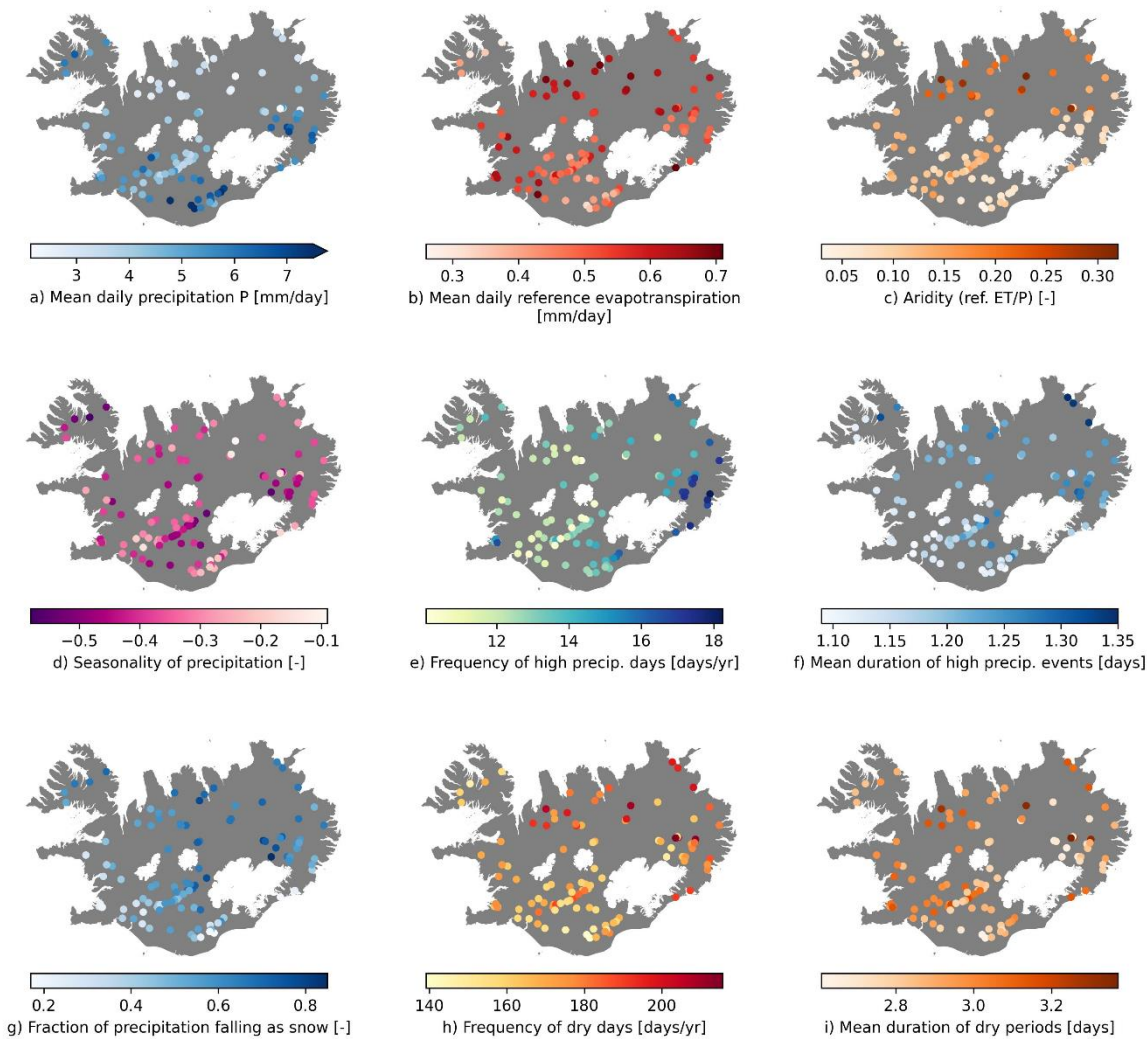 3 4 5 6 7
a) Mean daily precipitation P [mm/day]
0.3 0.4 0.5 0.6 0.7
b) Mean daily reference evapotranspiration
[mm/day]
0.05 0.10 0.15 0.20 0.25 0.30
c) Aridity (ref. ET/P) [-]
−0.5 −0.4 −0.3 −0.2 −0.1
d) Seasonality of precipitation [-]
12 14 16 18
e) Frequency of high precip. days [days/yr]
1.10 1.15 1.20 1.25 1.30 1.35
f) Mean duration of high precip. events [days]
0.2 0.4 0.6 0.8
g) Fraction of precipitation falling as snow [-]
140 160 180 200
h) Frequency of dry days [days/yr]
2.8 3.0 3.2
i) Mean duration of dry periods [days]